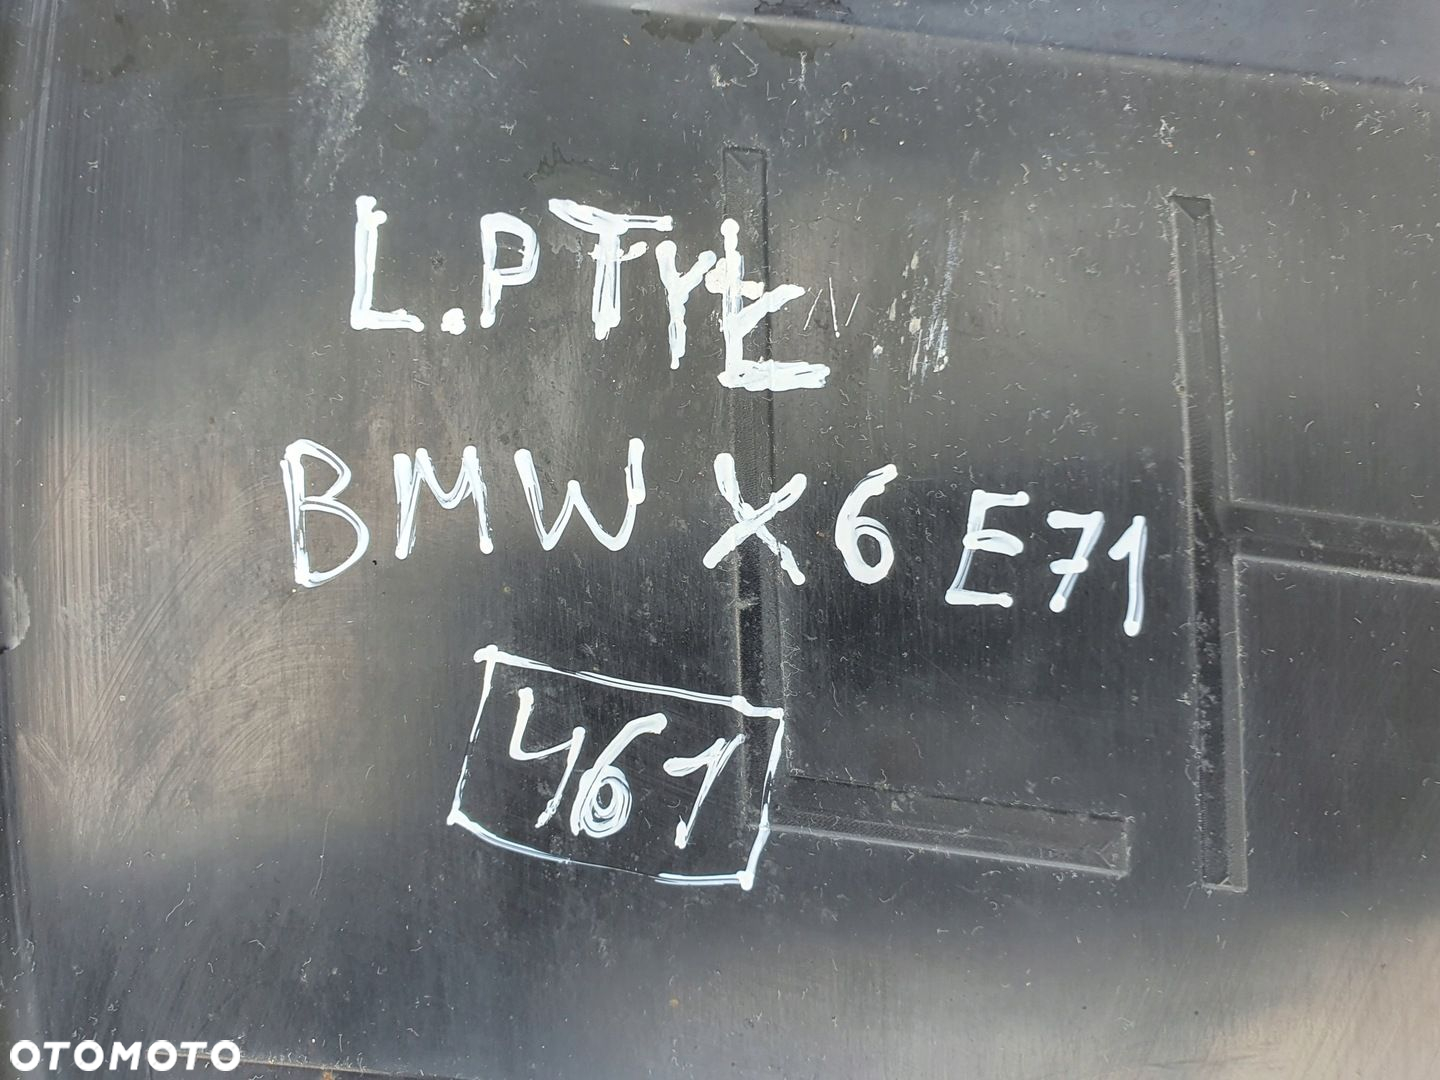 L.P TYŁ
BMW X6 E71
461
OTOMOTO